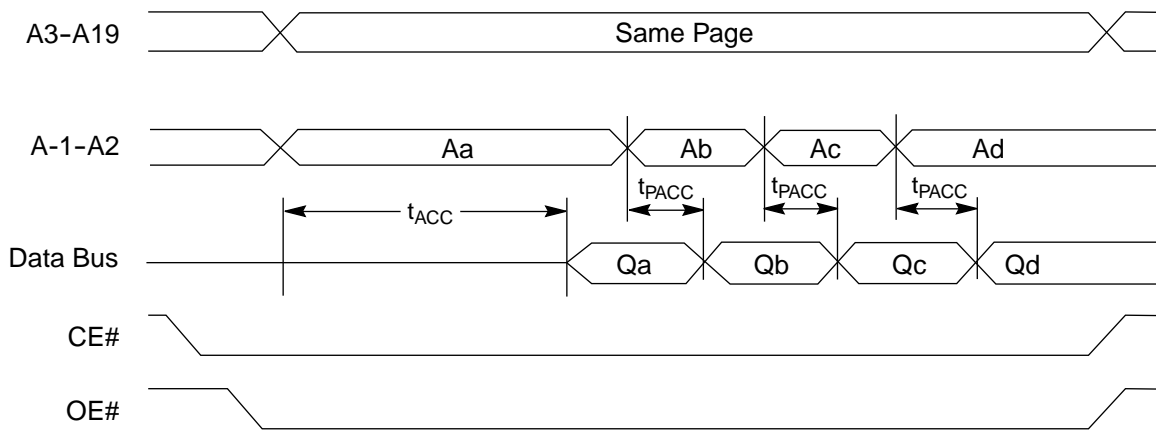 A3-A19
Same Page
A-1-A2
Aa
Ab
Ac
Ad
tPACC
tPACC
tPACC
tACC
Data Bus
Qa
Qb
Qc
Qd
CE#
OE#